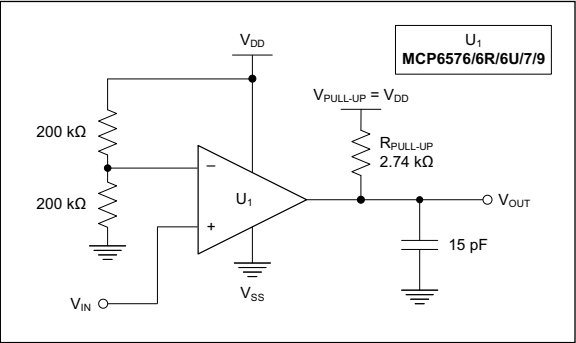 U1
MCP6576/6R/6U/7/9
VDD
VPULL-UP = VDD
200 kΩ
RPULL-UP
2.74 kΩ
–
U1
200 kΩ
VOUT
+
15 pF
VSS
VIN